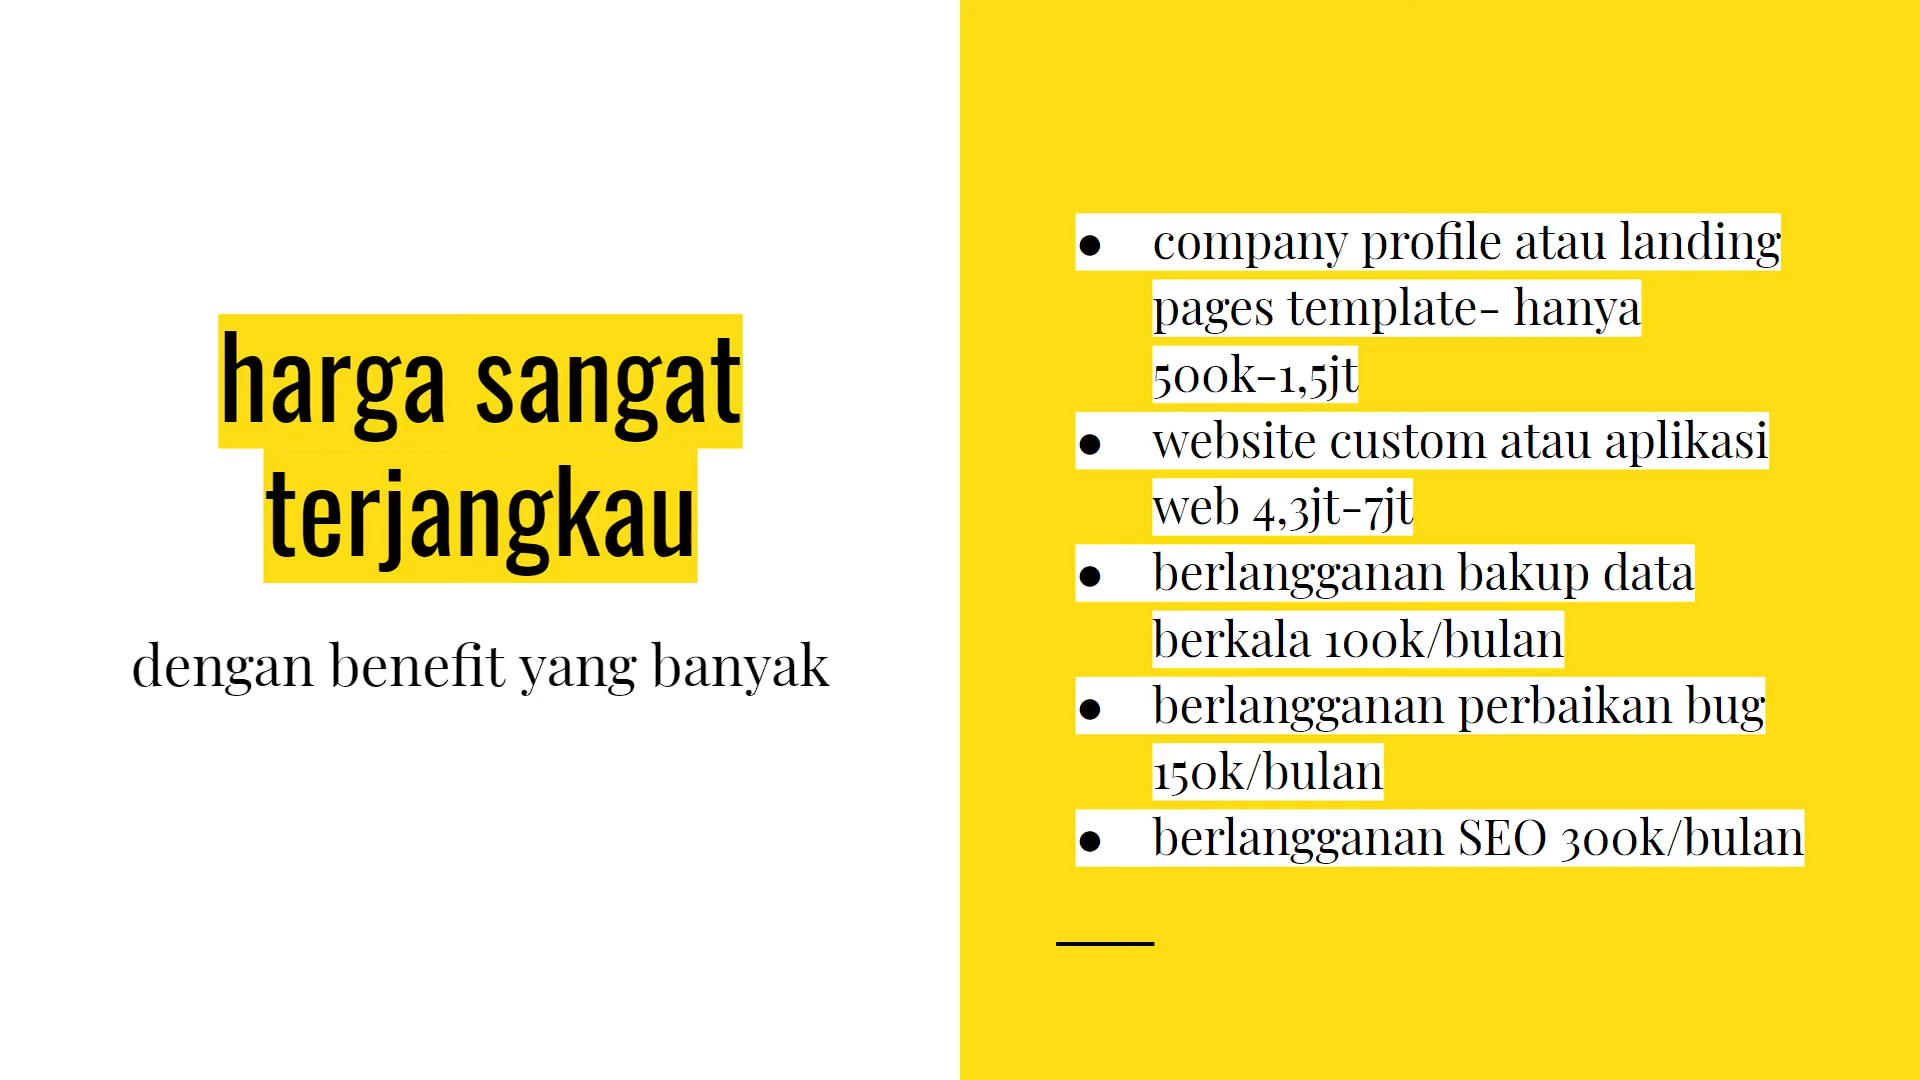 harga sangat
terjangkau
dengan benefit yang banyak
● company profile atau landing
pages template- hanya
500k-1,5jt
● website custom atau aplikasi
web 4,3jt-7jt
● berlangganan bakup data
berkala 100k/bulan
● berlangganan perbaikan bug
150k/bulan
● berlangganan SEO 300k/bulan